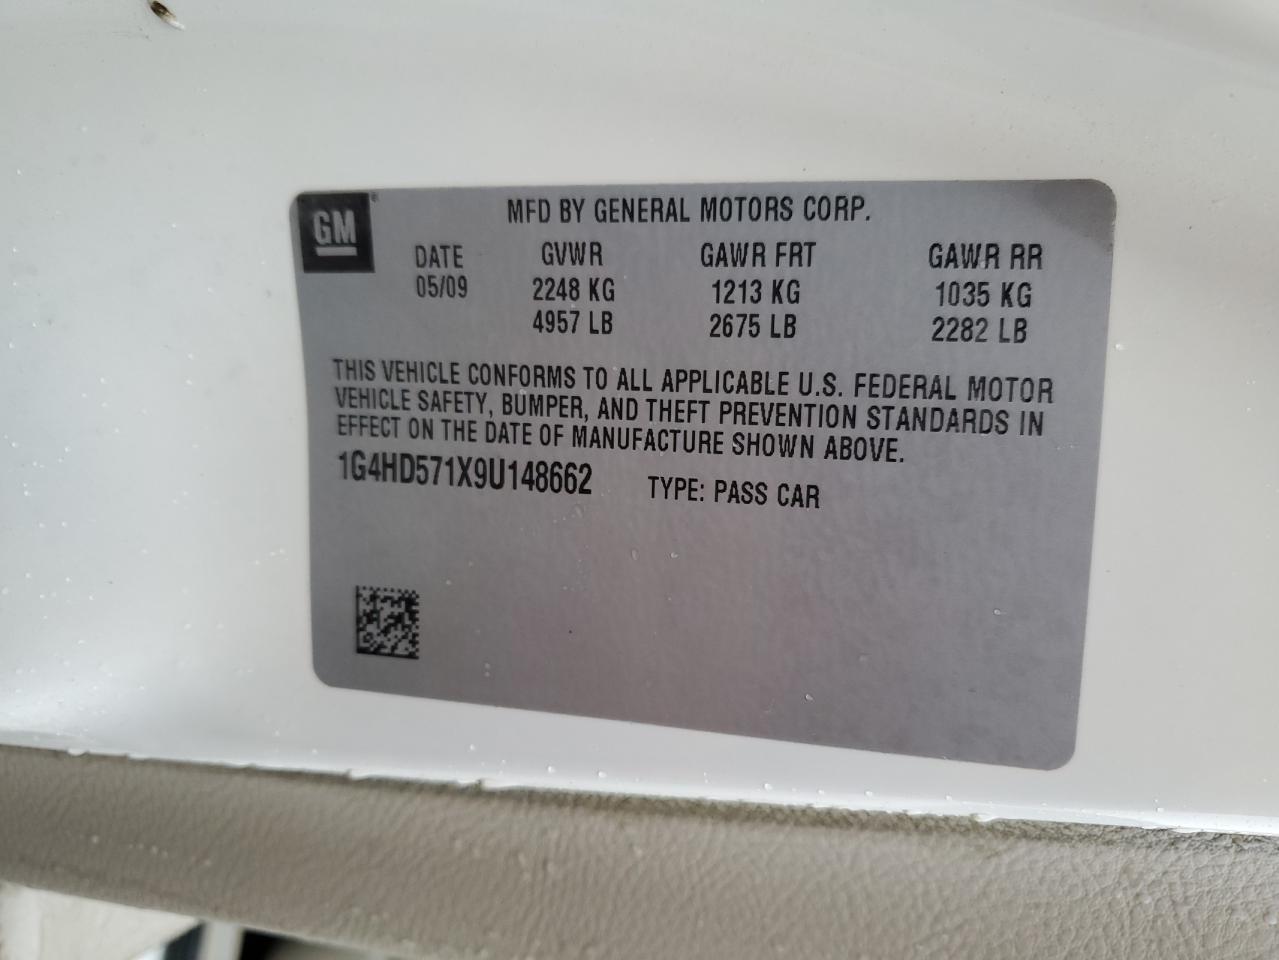 GM®
MFD BY GENERAL MOTORS CORP.
DATE GVWR GAWR FRT GAWR RR
05/09 2248 KG 1213 KG 1035 KG
4957 LB 2675 LB 2282 LB
THIS VEHICLE CONFORMS TO ALL APPLICABLE U.S. FEDERAL MOTOR
VEHICLE SAFETY, BUMPER, AND THEFT PREVENTION STANDARDS IN
EFFECT ON THE DATE OF MANUFACTURE SHOWN ABOVE.
1G4HD571X9U148662 TYPE: PASS CAR